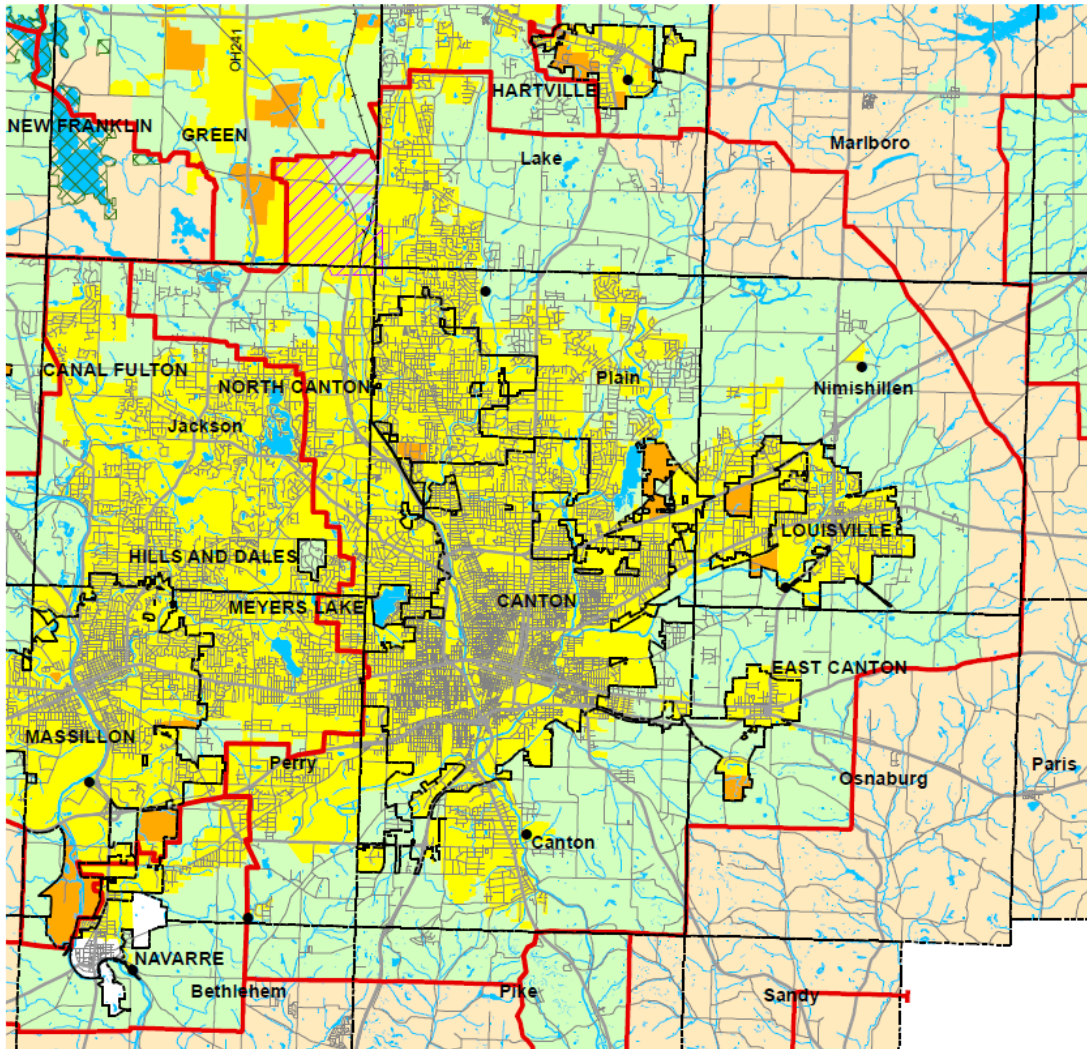 OH241
HARTVILLE
NEW FRANKLIN
GREEN
Lake
Marlboro
CANAL FULTON
NORTH CANTON
Plain
Nimishillen
Jackson
LOUISVILLE
HILLS AND DALES
MEYERS LAKE
CANTON
EAST CANTON
MASSILLON
Perry
Osnaburg
Paris
Canton
NAVARRE
Bethlehem
Pike
Sandy